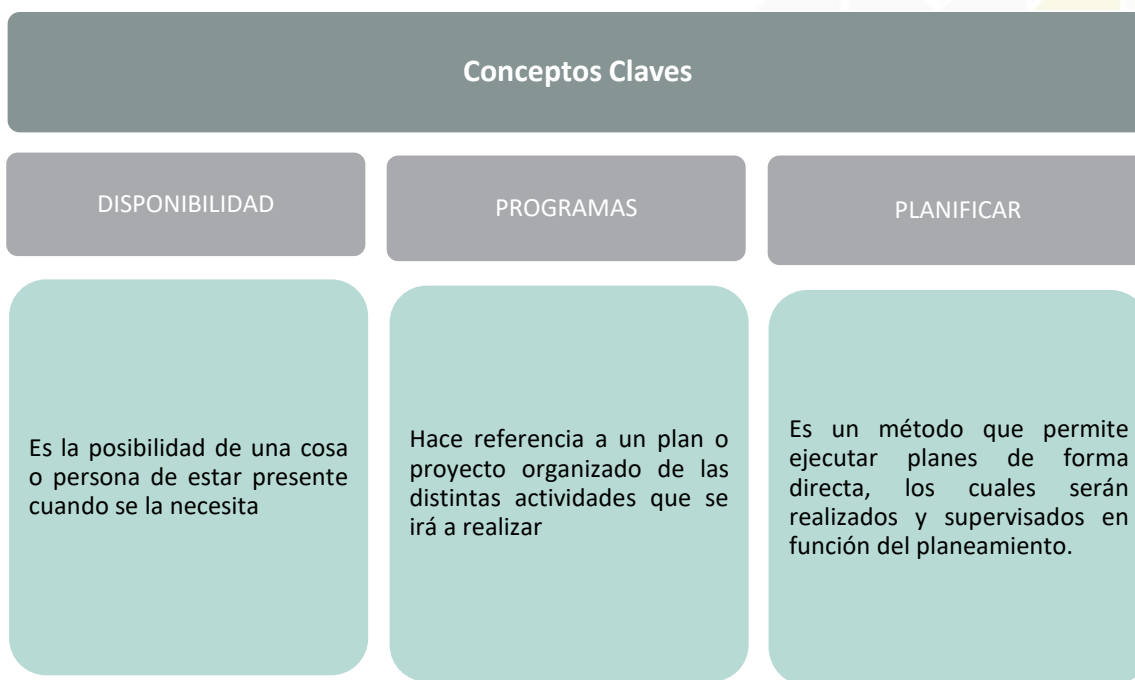 Conceptos Claves
DISPONIBILIDAD
PROGRAMAS
PLANIFICAR
Es la posibilidad de una cosa
o persona de estar presente
cuando se la necesita
Hace referencia a un plan o
proyecto organizado de las
distintas actividades que se
irá a realizar
Es un método que permite
ejecutar planes de forma
directa, los cuales serán
realizados y supervisados en
función del planeamiento.